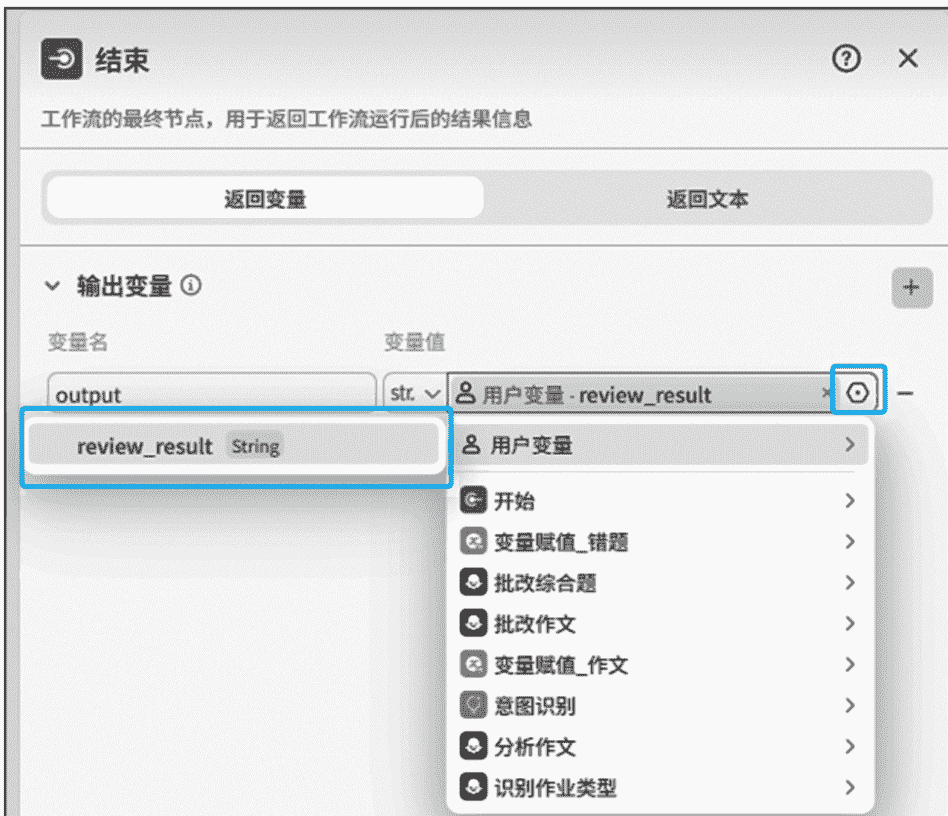 结束
工作流的最终节点，用于返回工作流运行后的结果信息
返回变量 返回文本
输出变量
变量名 变量值
output str. 用户变量 - review_result
review_result String 用户变量
开始
变量赋值_错题
批改综合题
批改作文
变量赋值_作文
意图识别
分析作文
识别作业类型